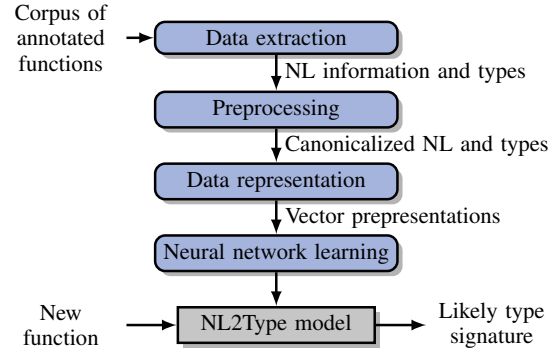 Corpus of
annotated
functions
Data extraction
NL information and types
Preprocessing
Canonicalized NL and types
Data representation
Vector prepresentations
Neural network learning
New
function
NL2Type model
Likely type
signature